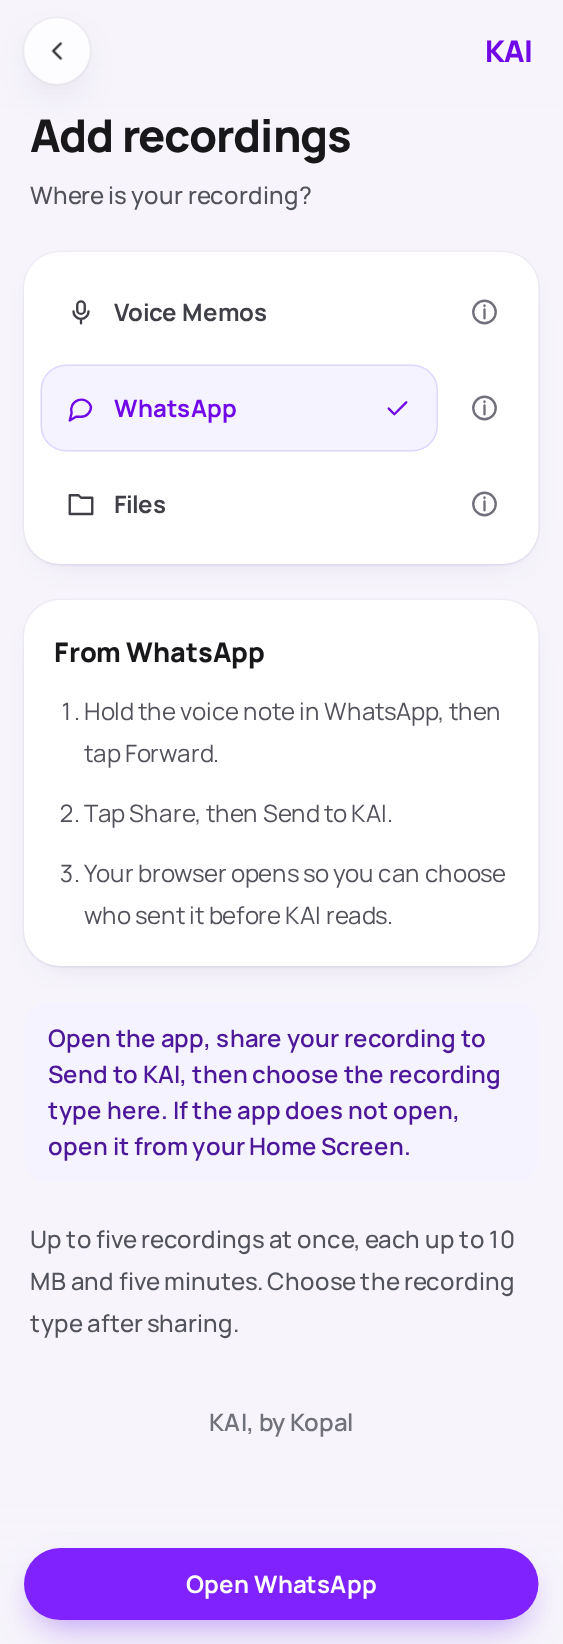 KAI
Add recordings
Where is your recording?
Voice Memos
WhatsApp
Files
From WhatsApp
1. Hold the voice note in WhatsApp, then
tap Forward.
2. Tap Share, then Send to KAI.
3. Your browser opens so you can choose
who sent it before KAI reads.
Open the app, share your recording to
Send to KAI, then choose the recording
type here. If the app does not open,
open it from your Home Screen.
Up to five recordings at once, each up to 10
MB and five minutes. Choose the recording
type after sharing.
KAI, by Kopal
Open WhatsApp